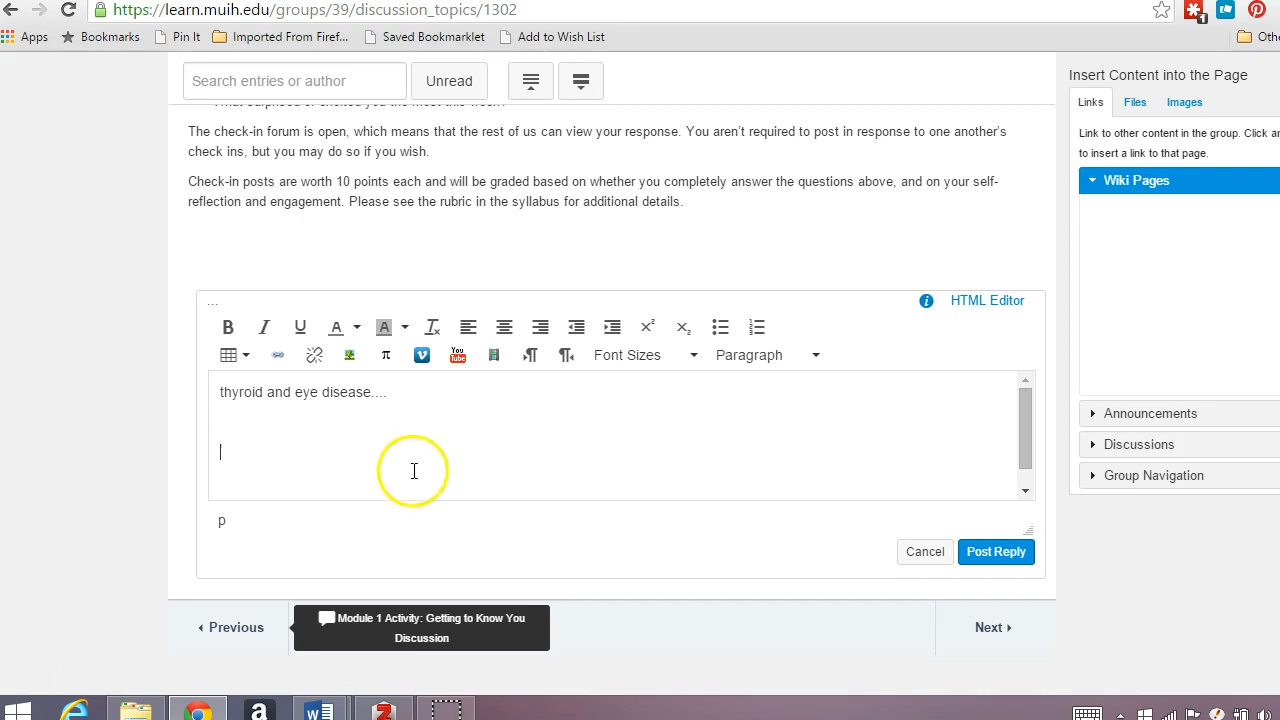 https://learn.muih.edu/groups/39/discussion_topics/1302
Apps Bookmarks Pin It Imported From Firef... Saved Bookmarklet Add to Wish List Othe
Search entries or author Unread
Insert Content into the Page
Links Files Images
The check-in forum is open, which means that the rest of us can view your response. You aren't required to post in response to one another's
check ins, but you may do so if you wish.
Link to other content in the group. Click an
to insert a link to that page.
Check-in posts are worth 10 points each and will be graded based on whether you completely answer the questions above, and on your self-
reflection and engagement. Please see the rubric in the syllabus for additional details.
Wiki Pages
... HTML Editor
Font Sizes Paragraph
thyroid and eye disease....
p
Cancel Post Reply
Announcements
Discussions
Group Navigation
Previous
Module 1 Activity: Getting to Know You
Discussion
Next